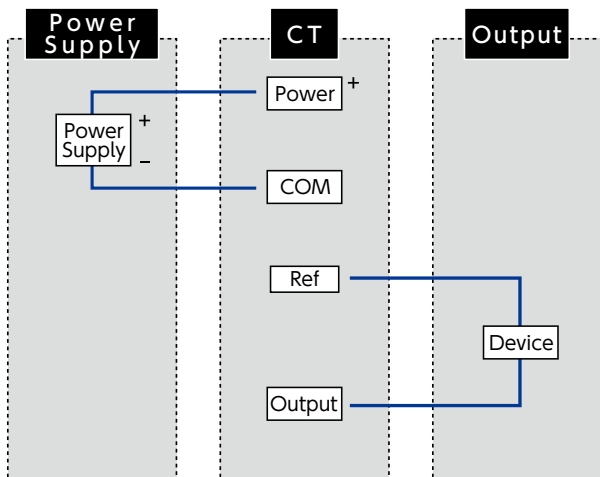 Power
Supply
CT
Output
Power +
Power
Supply
+
−
COM
Ref
Device
Output